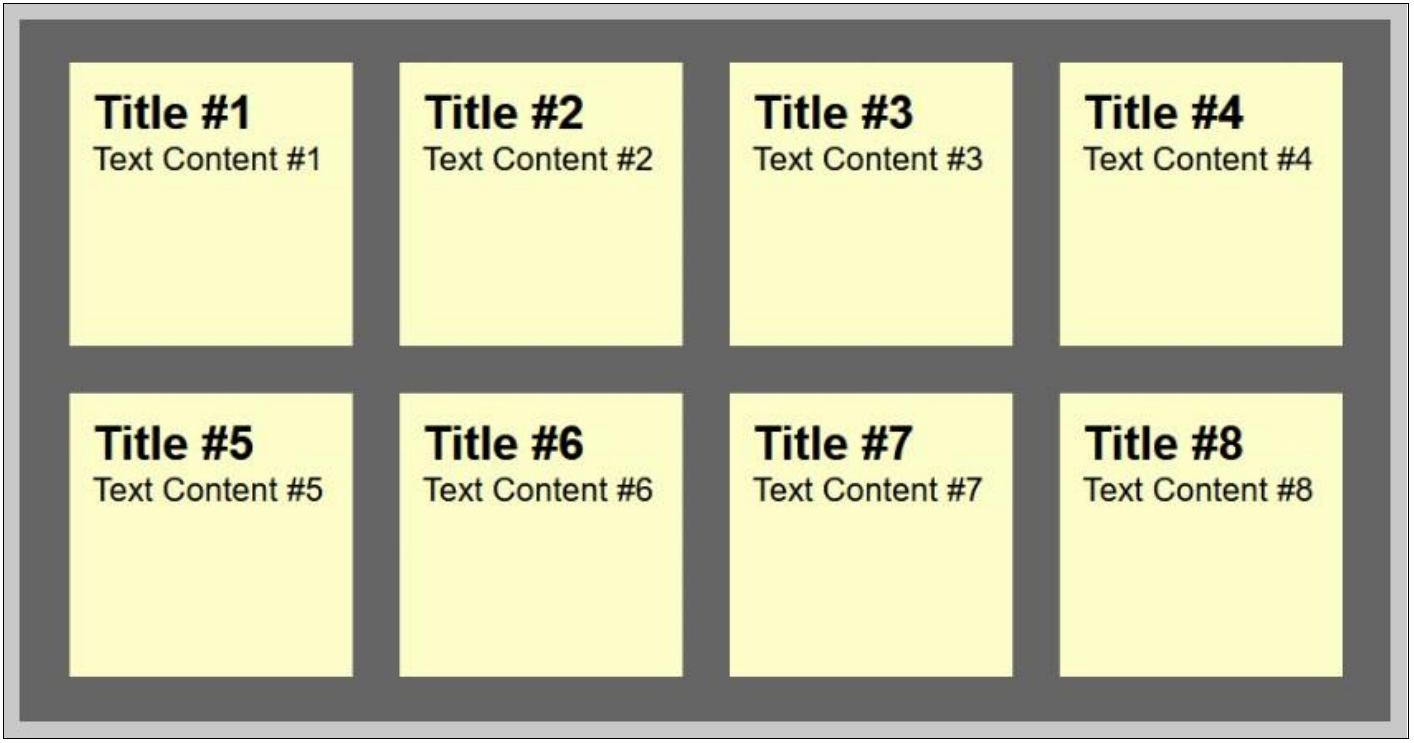 Title #1
Text Content #1
Title #2
Text Content #2
Title #3
Text Content #3
Title #4
Text Content #4
Title #5
Text Content #5
Title #6
Text Content #6
Title #7
Text Content #7
Title #8
Text Content #8